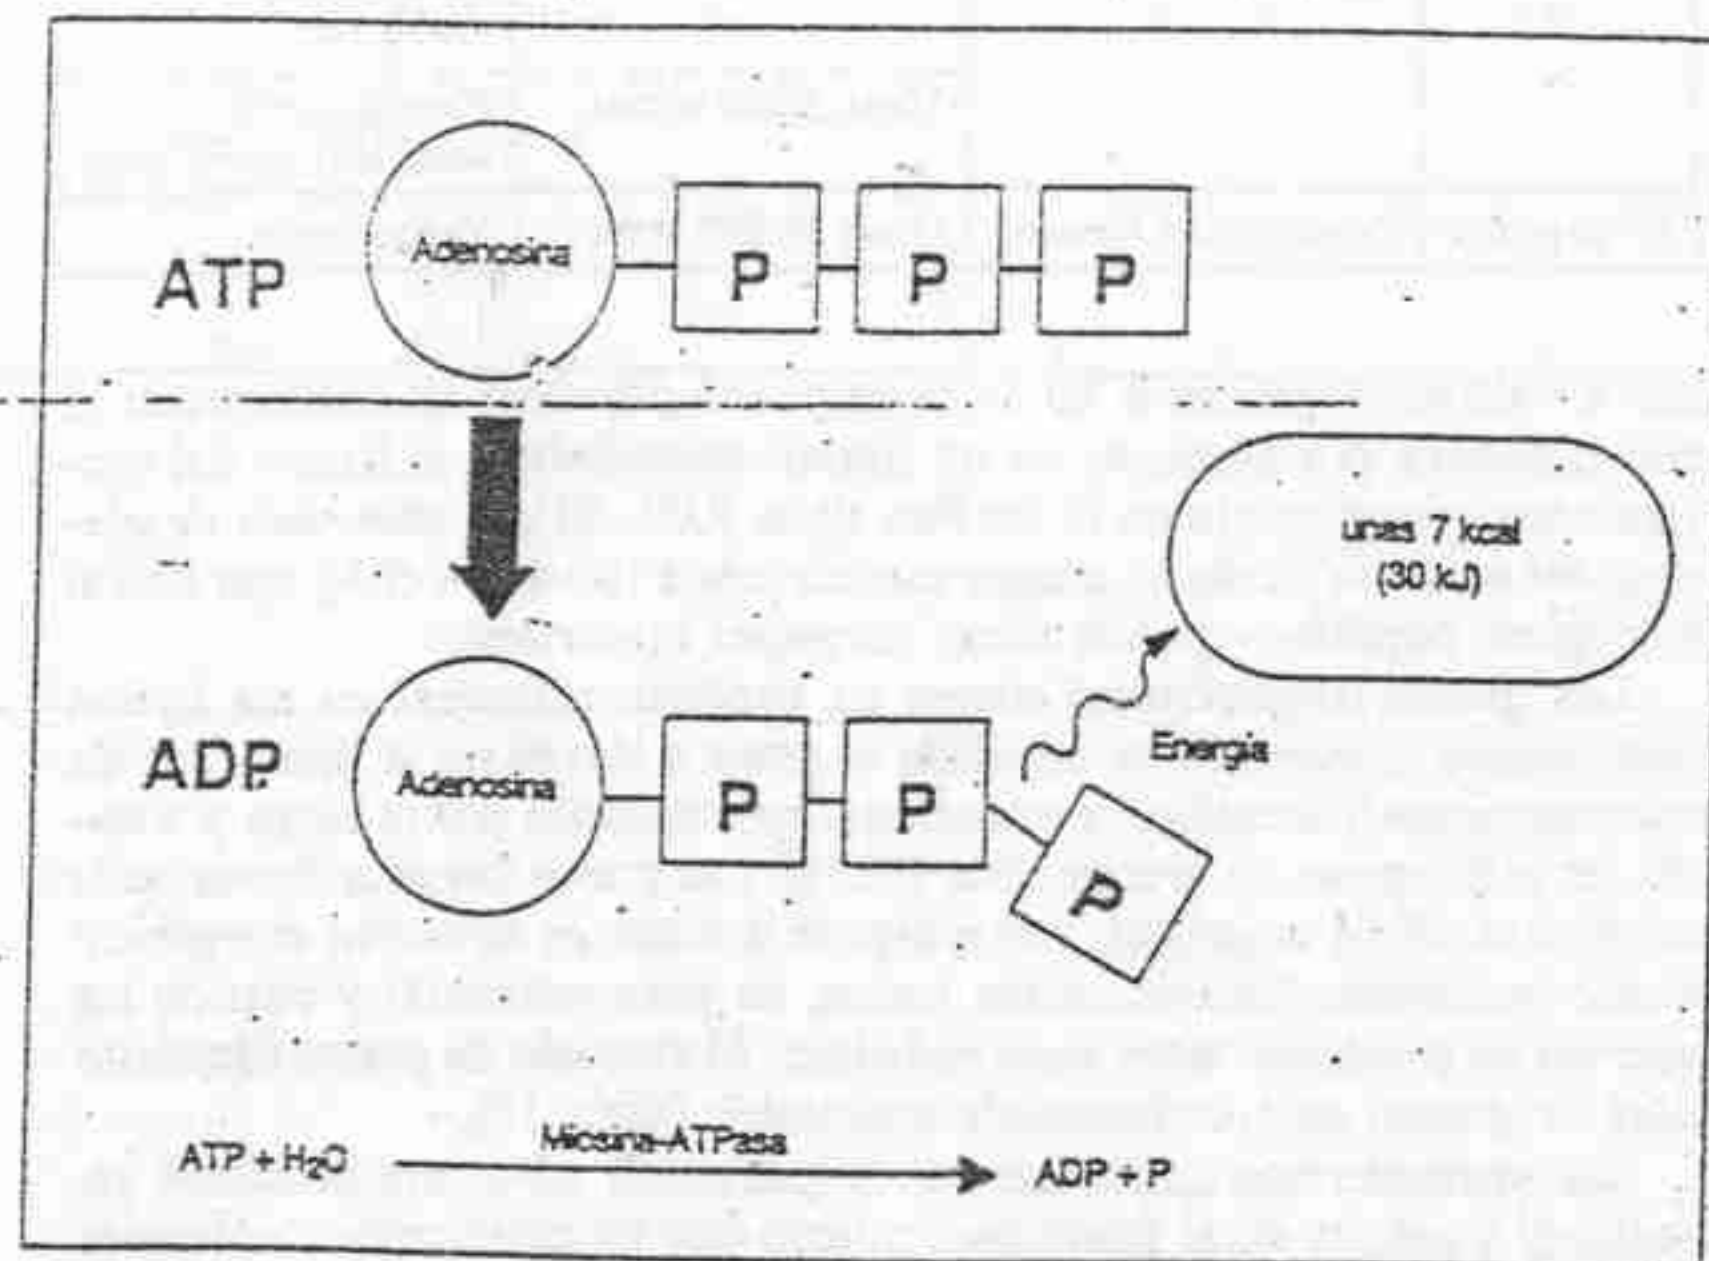 ATP
Adenosina
P
P
P
unas 7 kcal
(30 kJ)
Energía
ADP
Adenosina
P
P
P
ATP + H₂O
Miosina-ATPasa
ADP + P